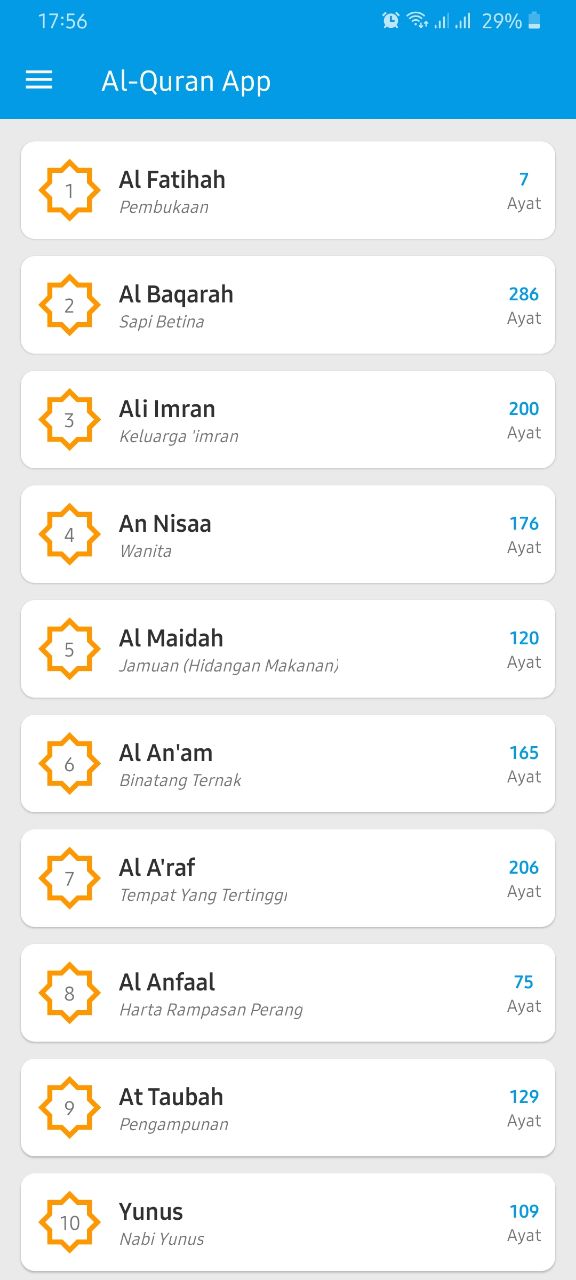 17:56
29%
Al-Quran App
1
Al Fatihah
Pembukaan
7
Ayat
2
Al Baqarah
Sapi Betina
286
Ayat
3
Ali Imran
Keluarga 'imran
200
Ayat
4
An Nisaa
Wanita
176
Ayat
5
Al Maidah
Jamuan (Hidangan Makanan)
120
Ayat
6
Al An'am
Binatang Ternak
165
Ayat
7
Al A'raf
Tempat Yang Tertinggi
206
Ayat
8
Al Anfaal
Harta Rampasan Perang
75
Ayat
9
At Taubah
Pengampunan
129
Ayat
10
Yunus
Nabi Yunus
109
Ayat